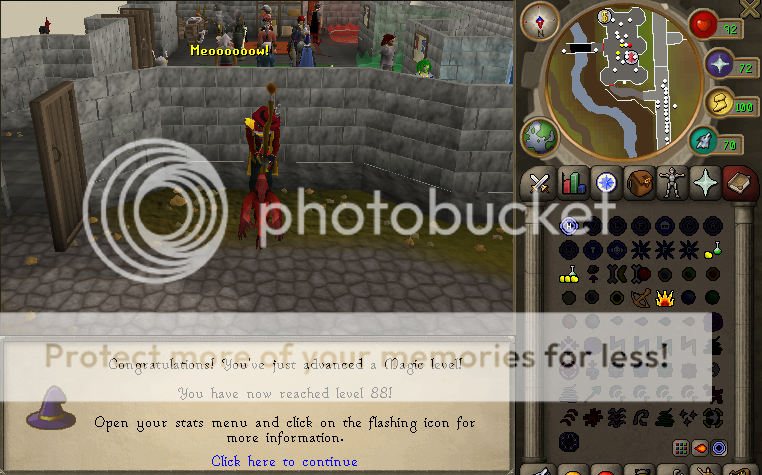 Meoooooow!
N
92
72
100
70
photobucket
Protect more of your memories for less!
Congratulations! You've just advanced a Magic level!
You have now reached level 88!
Open your stats menu and click on the flashing icon for
more information.
Click here to continue